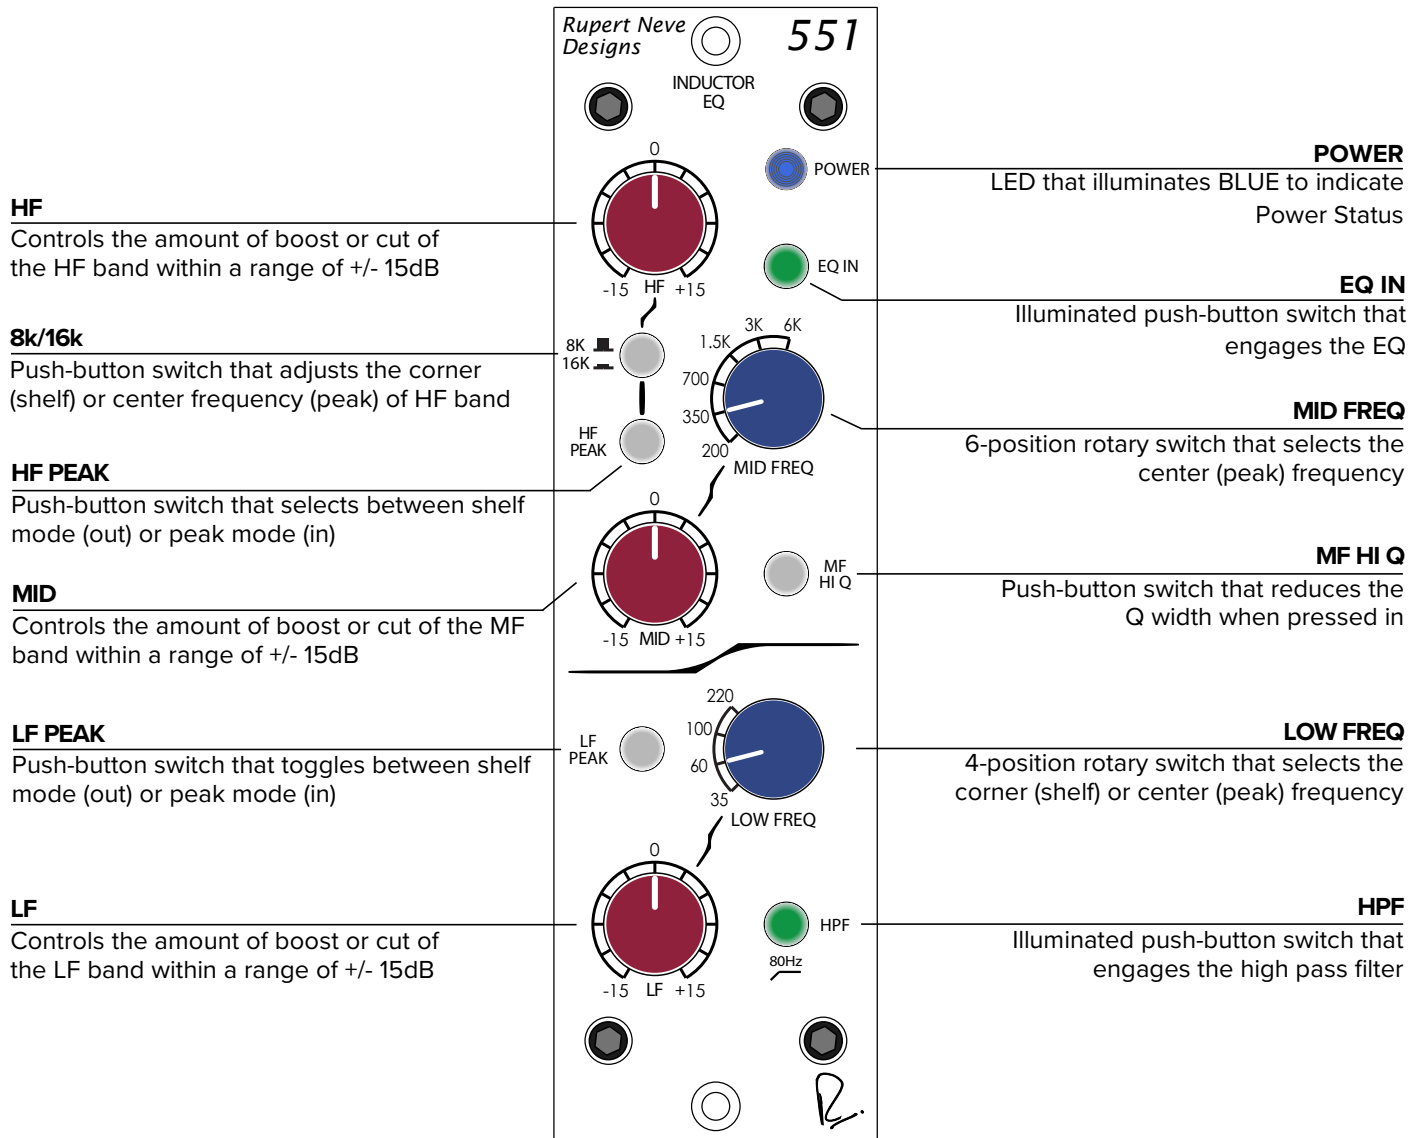 Rupert Neve
Designs
551
INDUCTOR
EQ
0
-15 HF +15
POWER
EQ IN
8K
16K
HF
PEAK
6K
3K
1.5K
700
350
200
MID FREQ
0
-15 MID +15
MF
HI Q
LF
PEAK
220
100
60
35
LOW FREQ
0
-15 LF +15
HPF
80Hz
HF
Controls the amount of boost or cut of
the HF band within a range of +/- 15dB
8k/16k
Push-button switch that adjusts the corner
(shelf) or center frequency (peak) of HF band
HF PEAK
Push-button switch that selects between shelf
mode (out) or peak mode (in)
MID
Controls the amount of boost or cut of the MF
band within a range of +/- 15dB
LF PEAK
Push-button switch that toggles between shelf
mode (out) or peak mode (in)
LF
Controls the amount of boost or cut of
the LF band within a range of +/- 15dB
POWER
LED that illuminates BLUE to indicate
Power Status
EQ IN
Illuminated push-button switch that
engages the EQ
MID FREQ
6-position rotary switch that selects the
center (peak) frequency
MF HI Q
Push-button switch that reduces the
Q width when pressed in
LOW FREQ
4-position rotary switch that selects the
corner (shelf) or center (peak) frequency
HPF
Illuminated push-button switch that
engages the high pass filter